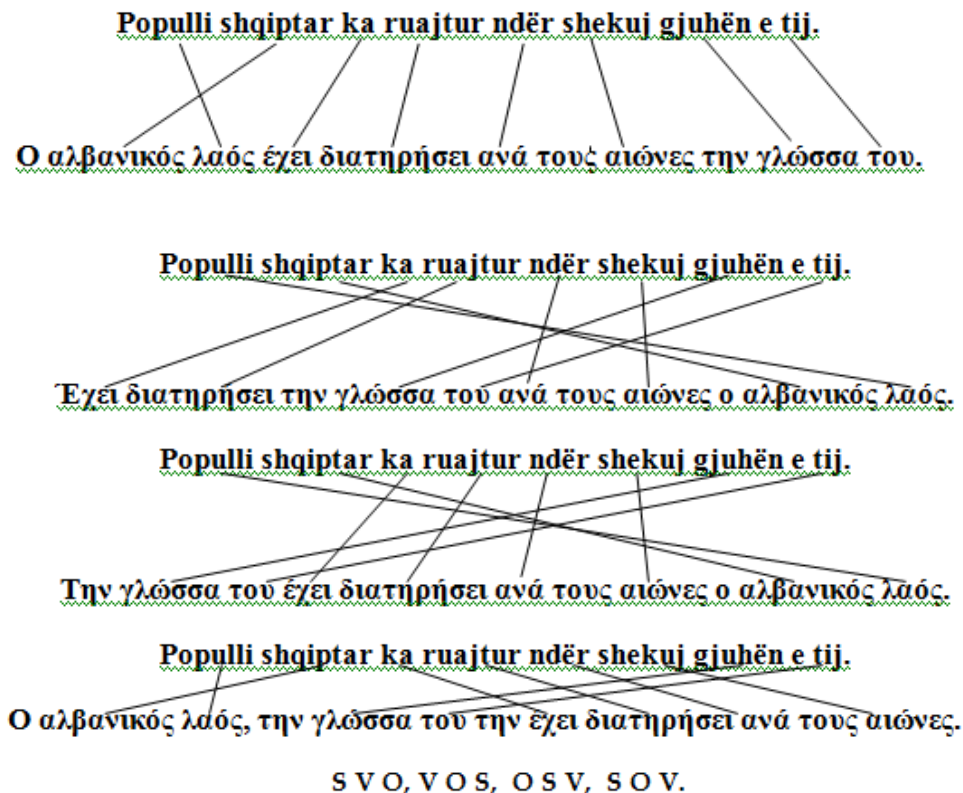 Populli shqiptar ka ruajtur ndër shekuj gjuhën e tij.
Ο αλβανικός λαός έχει διατηρήσει ανά τους αιώνες την γλώσσα του.
Populli shqiptar ka ruajtur ndër shekuj gjuhën e tij.
Έχει διατηρήσει την γλώσσα του ανά τους αιώνες ο αλβανικός λαός.
Populli shqiptar ka ruajtur ndër shekuj gjuhën e tij.
Την γλώσσα του έχει διατηρήσει ανά τους αιώνες ο αλβανικός λαός.
Populli shqiptar ka ruajtur ndër shekuj gjuhën e tij.
Ο αλβανικός λαός, την γλώσσα του την έχει διατηρήσει ανά τους αιώνες.
S V O, V O S, O S V, S O V.